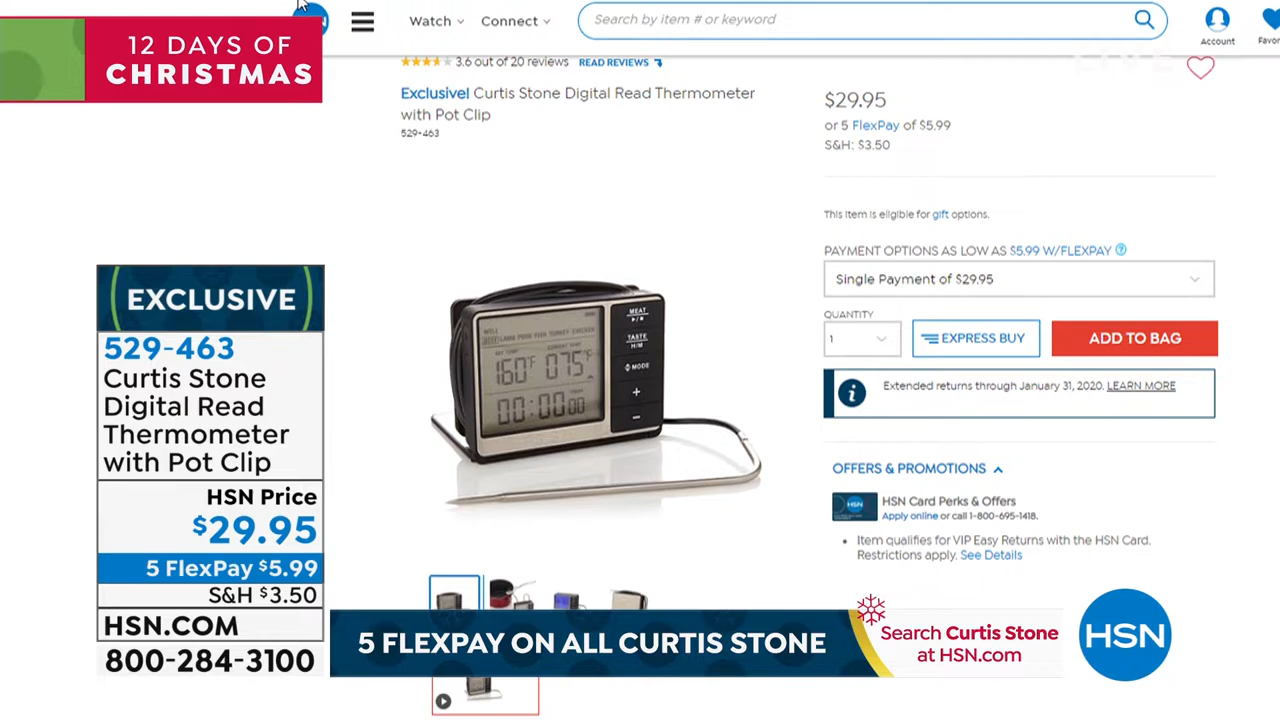 12 DAYS OF
CHRISTMAS
Watch
Connect
Search by item # or keyword
Account
3.6 out of 20 reviews
READ REVIEWS
LIVE
Exclusive! Curtis Stone Digital Read Thermometer
with Pot Clip
529-463
$29.95
or 5 FlexPay of $5.99
S&H: $3.50
This item is eligible for gift options.
PAYMENT OPTIONS AS LOW AS $5.99 W/FLEXPAY
Single Payment of $29.95
QUANTITY
1
EXPRESS BUY
ADD TO BAG
Extended returns through January 31, 2020. LEARN MORE
OFFERS & PROMOTIONS
HSN
HSN Card Perks & Offers
Apply online or call 1-800-695-1418.
• Item qualifies for VIP Easy Returns with the HSN Card.
Restrictions apply. See Details
MEAT
TASTE
H/M
MODE
+
-
160°F 075°F
00:00:00
EXCLUSIVE
529-463
Curtis Stone
Digital Read
Thermometer
with Pot Clip
HSN Price
$29.95
5 FlexPay $5.99
S&H $3.50
HSN.COM
800-284-3100
5 FLEXPAY ON ALL CURTIS STONE
Search Curtis Stone
at HSN.com
HSN